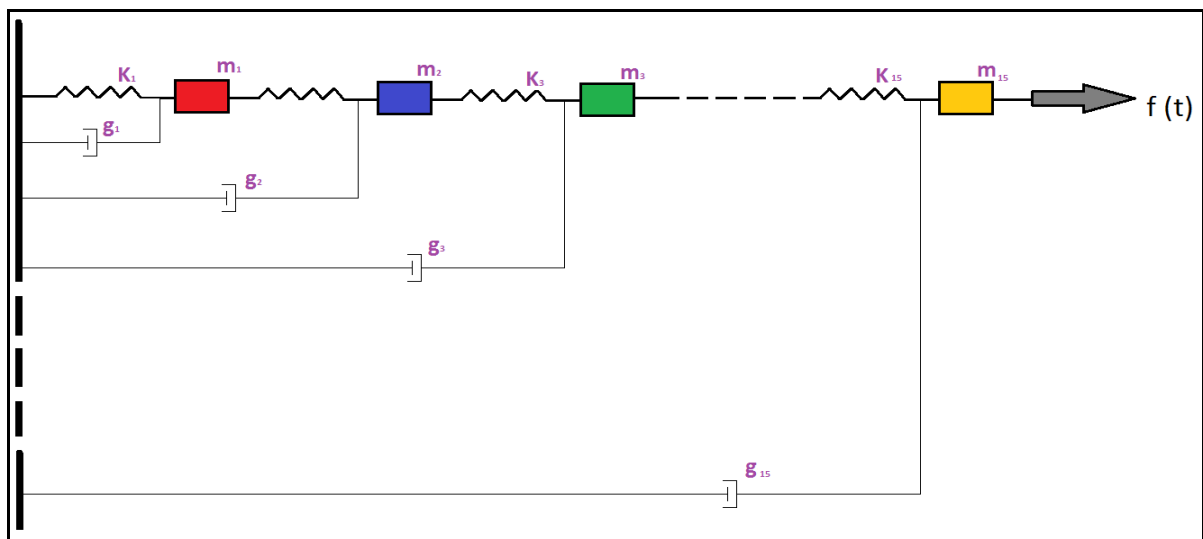 K₁ m₁ m₂ K₃ m₃ K₁₅ m₁₅
f (t)
g₁
g₂
g₃
g₁₅